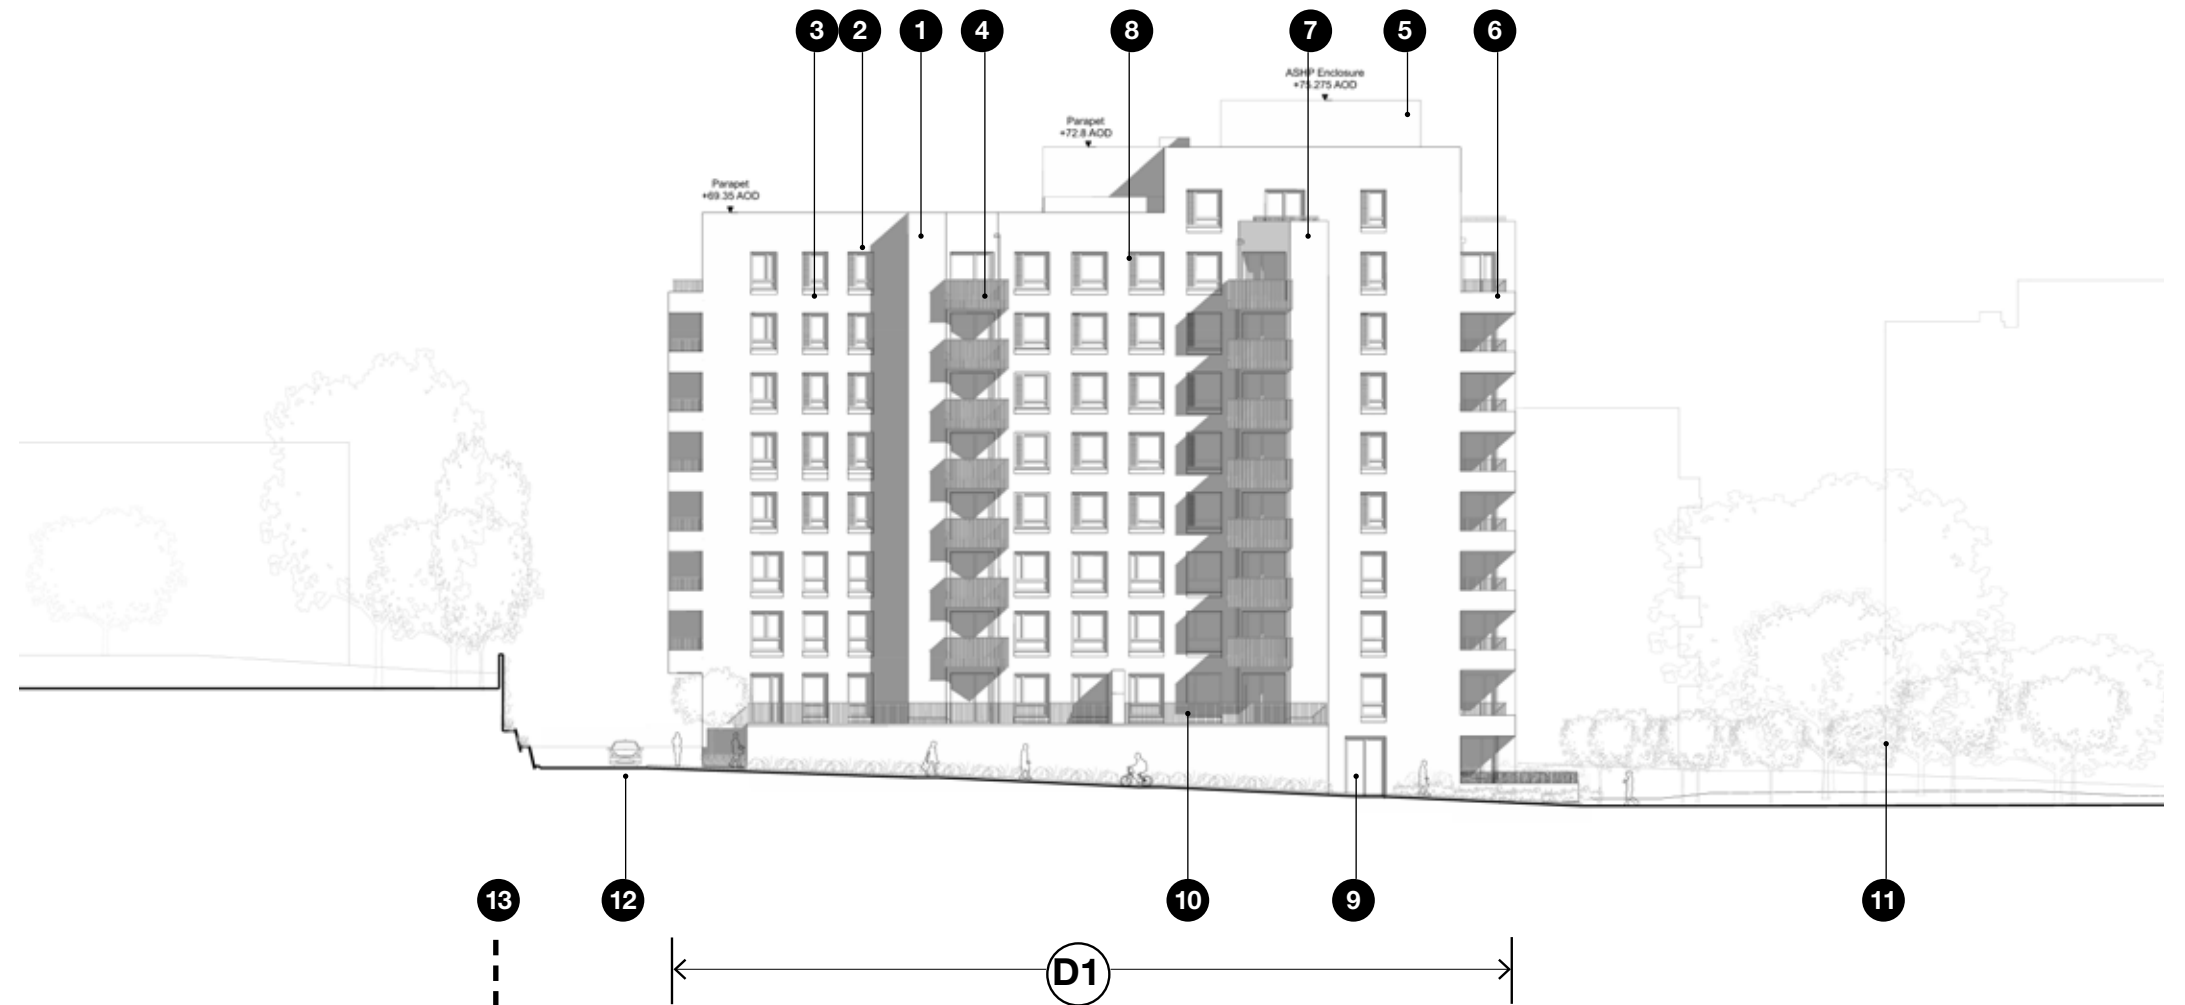 3 2 1 4 8 7 5 6
ASHP Enclosure
+75.275 AOD
Parapet
+72.8 AOD
Parapet
+69.35 AOD
13 12 10 9 11
D1